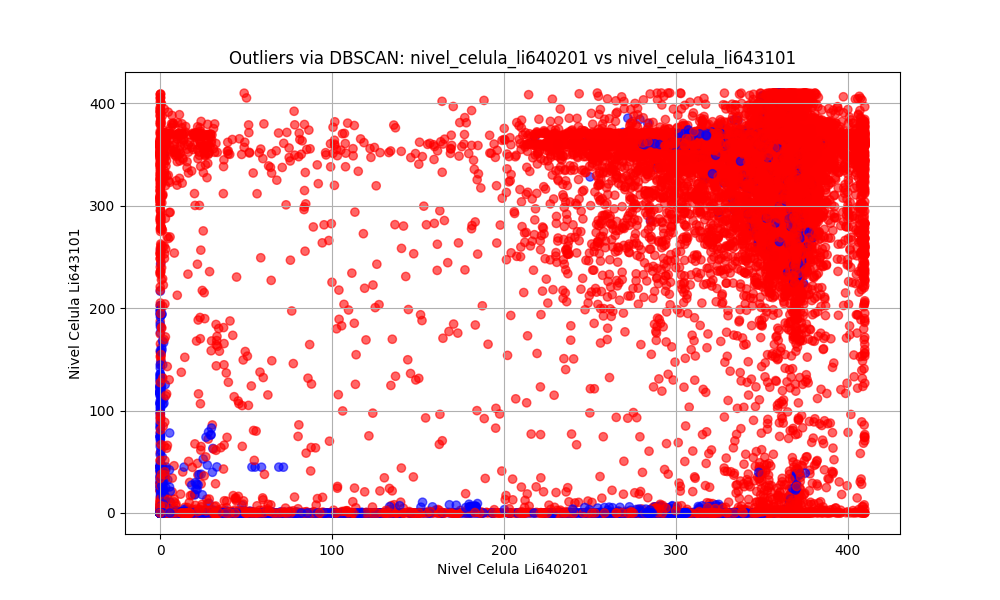 Outliers via DBSCAN: nivel_celula_li640201 vs nivel_celula_li643101
400
300
200
100
0
Nivel Celula Li643101
0 100 200 300 400
Nivel Celula Li640201